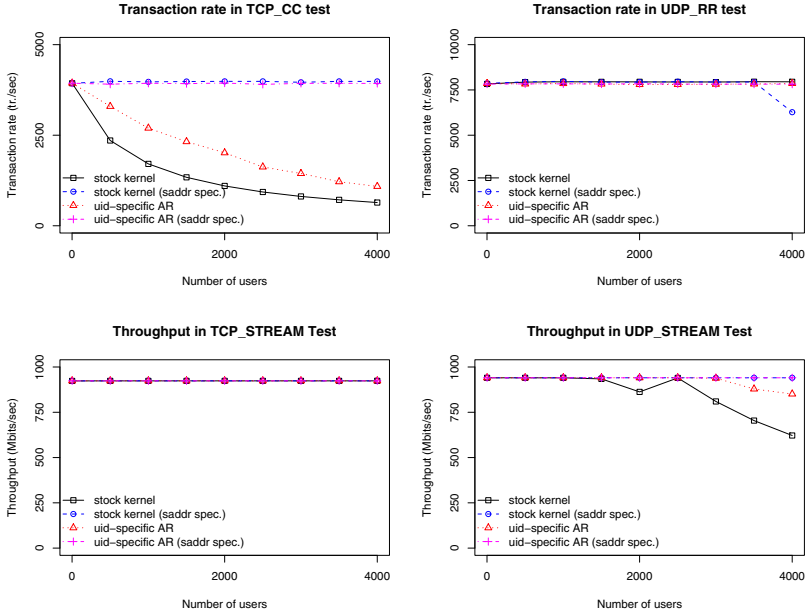 Transaction rate in TCP_CC test
Transaction rate (tr./sec)
5000
2500
0
stock kernel
stock kernel (saddr spec.)
uid−specific AR
uid−specific AR (saddr spec.)
0
2000
4000
Number of users
Transaction rate in UDP_RR test
Transaction rate (tr./sec)
10000
7500
5000
2500
0
stock kernel
stock kernel (saddr spec.)
uid−specific AR
uid−specific AR (saddr spec.)
0
2000
4000
Number of users
Throughput in TCP_STREAM Test
Throughput (Mbits/sec)
1000
750
500
250
0
stock kernel
stock kernel (saddr spec.)
uid−specific AR
uid−specific AR (saddr spec.)
0
2000
4000
Number of users
Throughput in UDP_STREAM Test
Throughput (Mbits/sec)
1000
750
500
250
0
stock kernel
stock kernel (saddr spec.)
uid−specific AR
uid−specific AR (saddr spec.)
0
2000
4000
Number of users